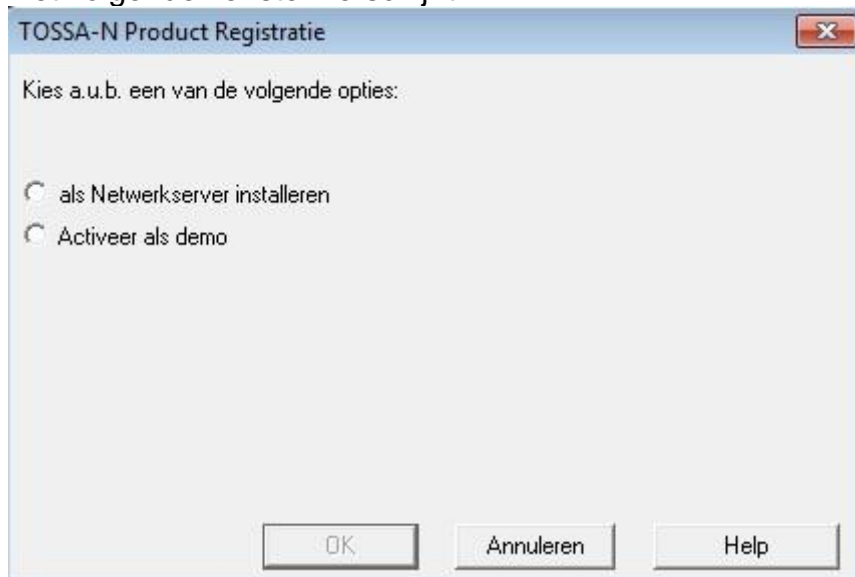 TOSSA-N Product Registratie
Kies a.u.b. een van de volgende opties:
als Netwerkserver installeren
Activeer als demo
OK Annuleren Help